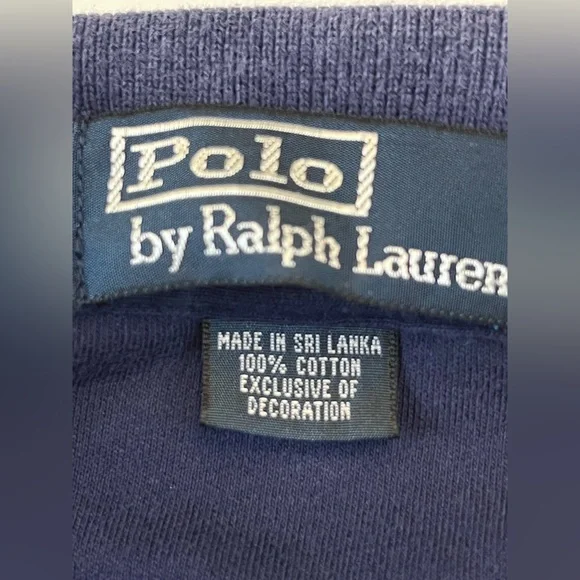 Polo
by Ralph Lauren
MADE IN SRI LANKA
100% COTTON
EXCLUSIVE OF
DECORATION